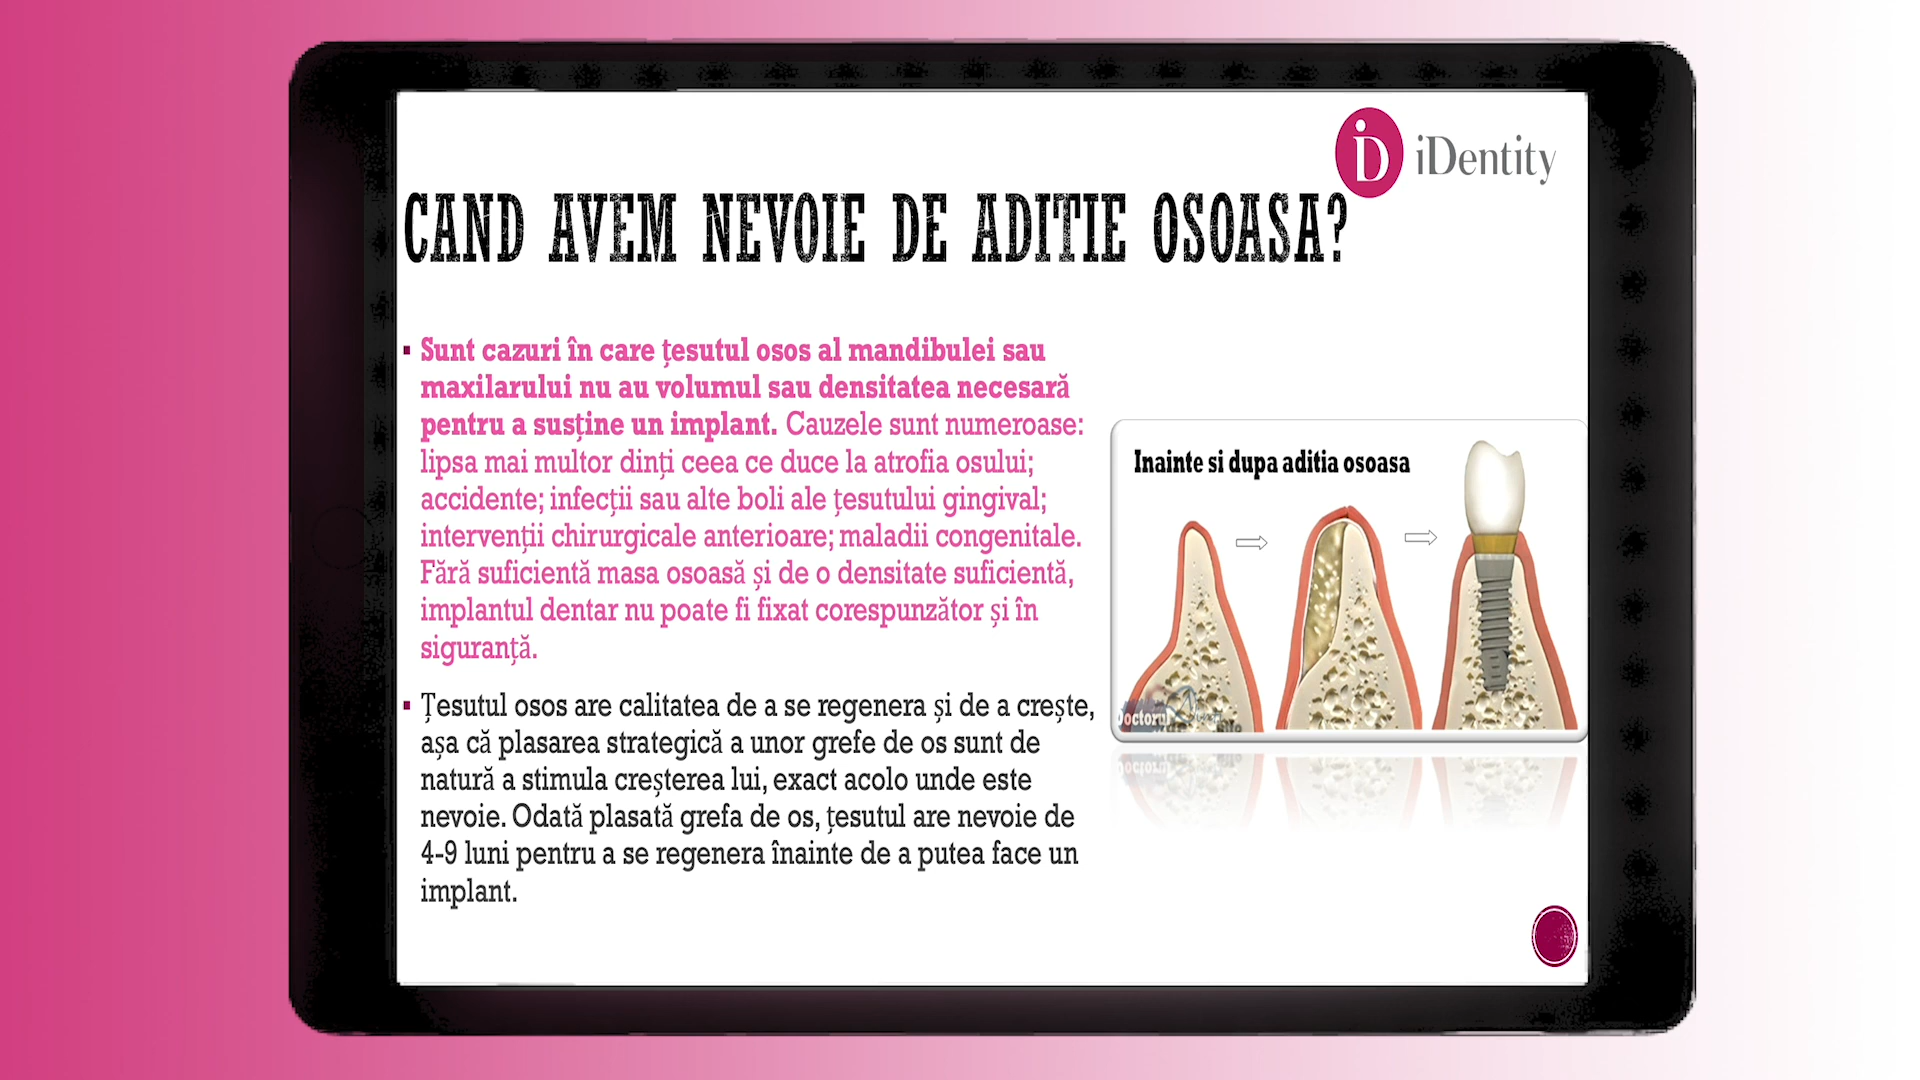 iD iDentity
CAND AVEM NEVOIE DE ADITIE OSOASA?
▪ Sunt cazuri în care țesutul osos al mandibulei sau
maxilarului nu au volumul sau densitatea necesară
pentru a susține un implant. Cauzele sunt numeroase:
lipsa mai multor dinți ceea ce duce la atrofia osului;
accidente; infecții sau alte boli ale țesutului gingival;
intervenții chirurgicale anterioare; maladii congenitale.
Fără suficientă masa osoasă și de o densitate suficientă,
implantul dentar nu poate fi fixat corespunzător și în
siguranță.
▪ Țesutul osos are calitatea de a se regenera și de a crește,
așa că plasarea strategică a unor grefe de os sunt de
natură a stimula creșterea lui, exact acolo unde este
nevoie. Odată plasată grefa de os, țesutul are nevoie de
4-9 luni pentru a se regenera înainte de a putea face un
implant.
Inainte si dupa aditia osoasa
Doctorul